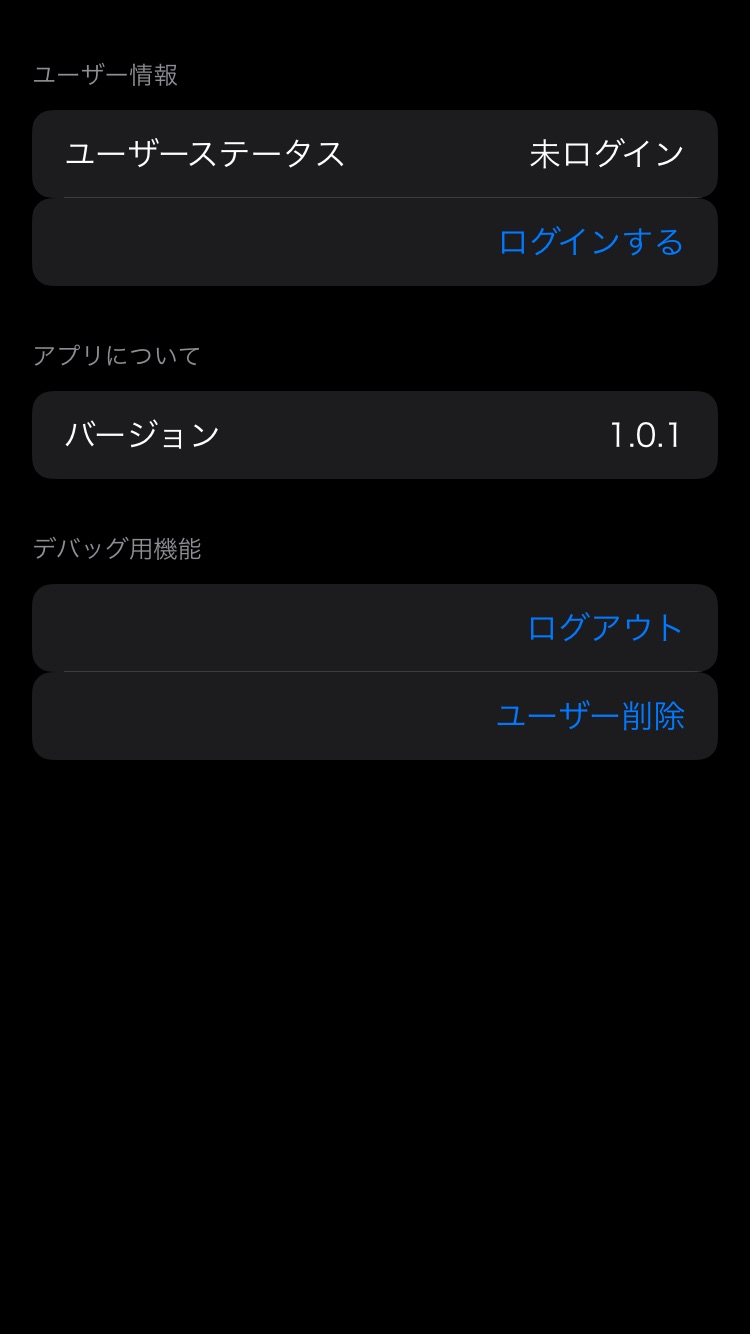 ユーザー情報
ユーザーステータス 未ログイン
ログインする
アプリについて
バージョン 1.0.1
デバッグ用機能
ログアウト
ユーザー削除